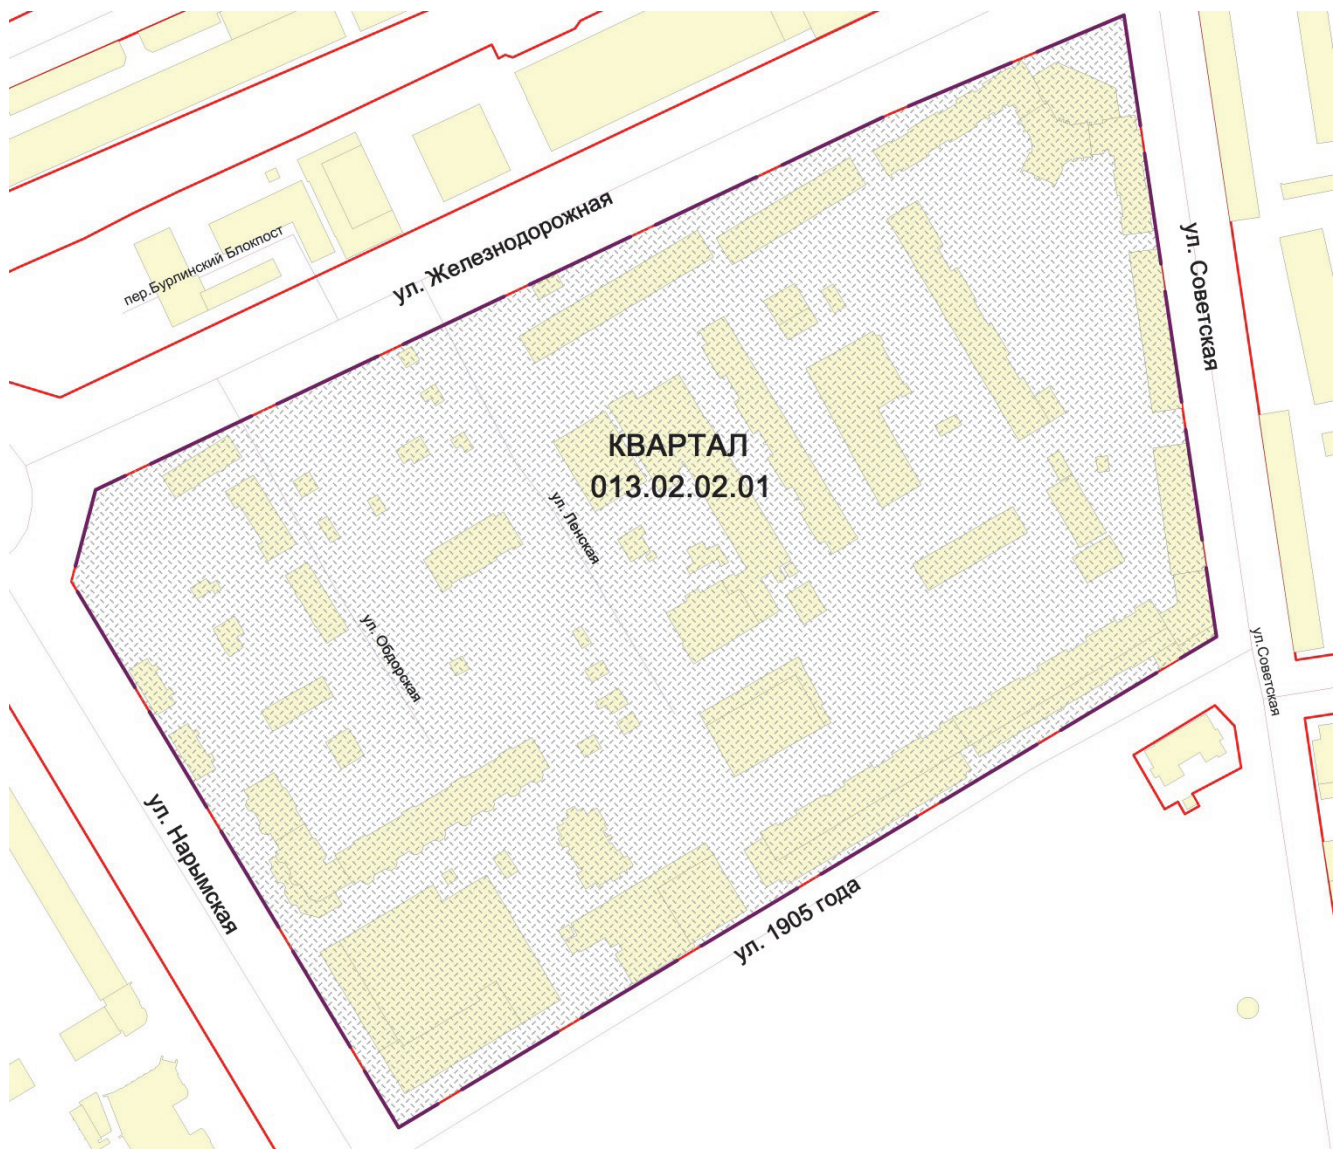 ул. Железнодорожная
пер.Бурлинский Блокпост
ул. Советская
КВАРТАЛ
013.02.02.01
ул. Ленская
ул. Обдорская
ул.Советская
ул. Нарымская
ул. 1905 года